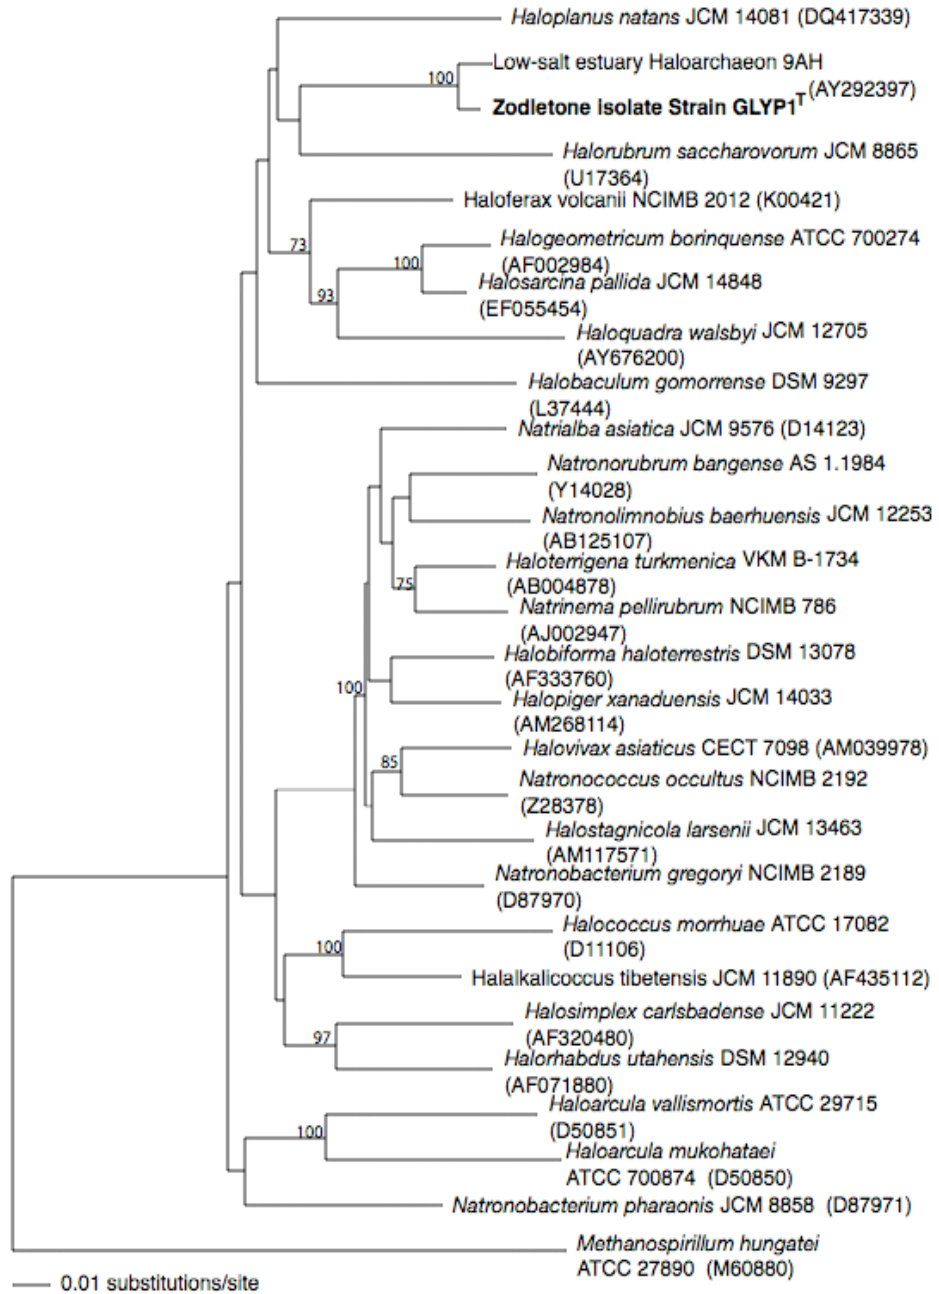 Haloplanus natans JCM 14081 (DQ417339)
Low-salt estuary Haloarchaeon 9AH
(AY292397)
100
Zodletone isolate Strain GLYP1T
Halorubrum saccharovorum JCM 8865
(U17364)
Haloferax volcanii NCIMB 2012 (K00421)
73
Halogeometricum borinquense ATCC 700274
(AF002984)
100
Halosarcina pallida JCM 14848
(EF055454)
93
Haloquadra walsbyi JCM 12705
(AY676200)
Halobaculum gomorrense DSM 9297
(L37444)
Natrialba asiatica JCM 9576 (D14123)
Natronorubrum bangense AS 1.1984
(Y14028)
Natronolimnobius baerhuensis JCM 12253
(AB125107)
Haloterrigena turkmenica VKM B-1734
(AB004878)
75
Natrinema pellirubrum NCIMB 786
(AJ002947)
Halobiforma haloterrestris DSM 13078
(AF333760)
100
Halopiger xanaduensis JCM 14033
(AM268114)
Halovivax asiaticus CECT 7098 (AM039978)
85
Natronococcus occultus NCIMB 2192
(Z28378)
Halostagnicola larsenii JCM 13463
(AM117571)
Natronobacterium gregoryi NCIMB 2189
(D87970)
Halococcus morrhuae ATCC 17082
(D11106)
100
Halalkalicoccus tibetensis JCM 11890 (AF435112)
Halosimplex carlsbadense JCM 11222
(AF320480)
97
Halorhabdus utahensis DSM 12940
(AF071880)
Haloarcula vallismortis ATCC 29715
(D50851)
100
Haloarcula mukohataei
ATCC 700874 (D50850)
Natronobacterium pharaonis JCM 8858 (D87971)
Methanospirillum hungatei
ATCC 27890 (M60880)
0.01 substitutions/site